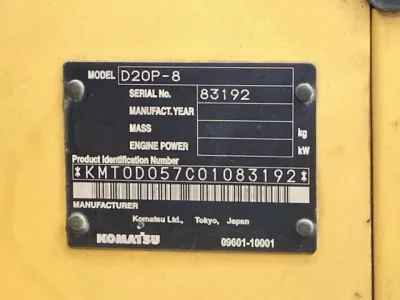 MODEL D20P-8
SERIAL No. 83192
MANUFACT.YEAR
MASS kg
ENGINE POWER kW
Product Identification Number
*KMT0D057C01083192*
MANUFACTURER
Komatsu Ltd., Tokyo, Japan
KOMATSU 09601-10001